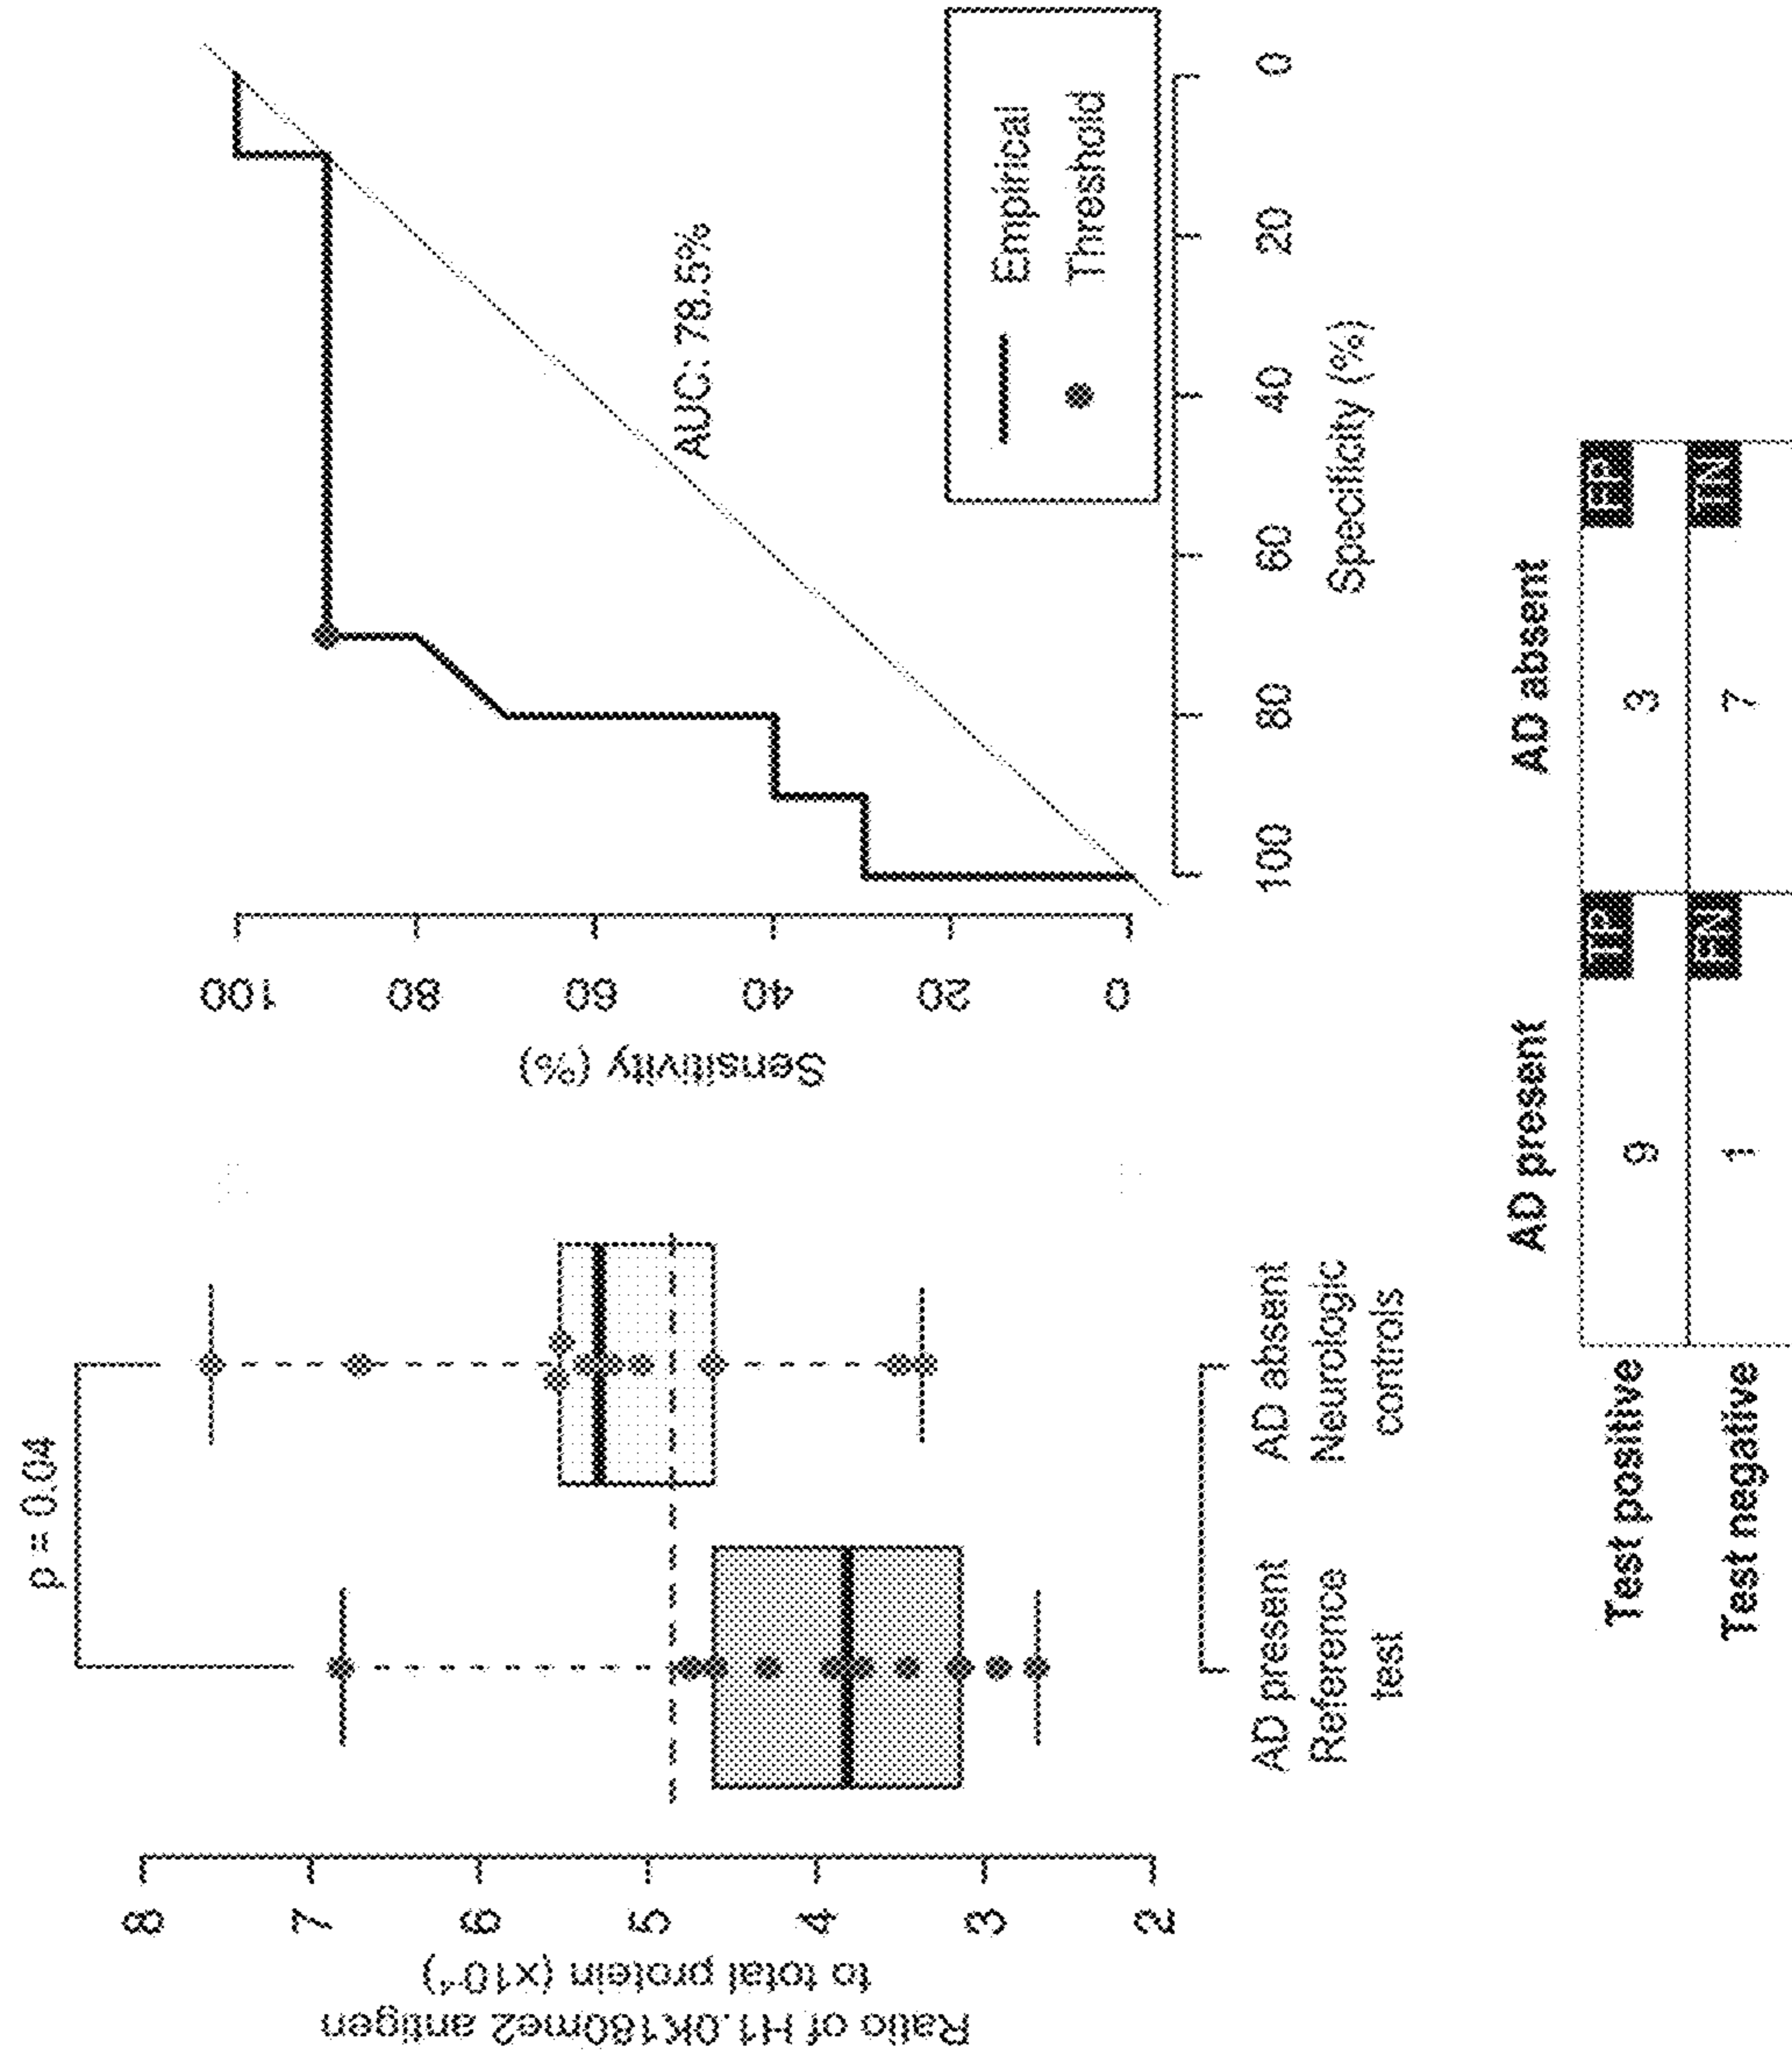 p = 0.04
8
7
6
5
4
3
2
Ratio of H1.0K180me2 antigen
to total protein (x10⁻⁴)
AD present
Reference
test
AD absent
Neurologic
controls
100
80
60
40
20
0
Sensitivity (%)
AUC: 78.5%
Empirical
Threshold
100 80 60 40 20 0
Specificity (%)
AD present AD absent
Test positive 9 TP 3 FP
Test negative 1 FN 7 TN